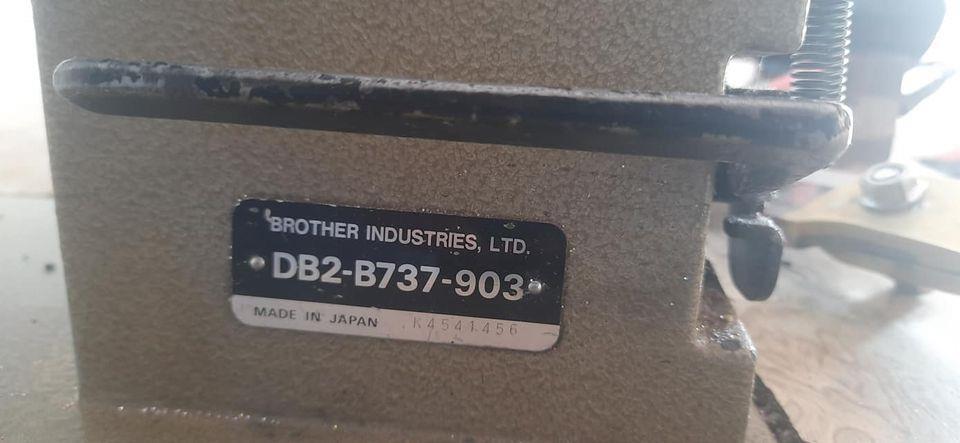 BROTHER INDUSTRIES, LTD.
DB2-B737-903
MADE IN JAPAN K4541456